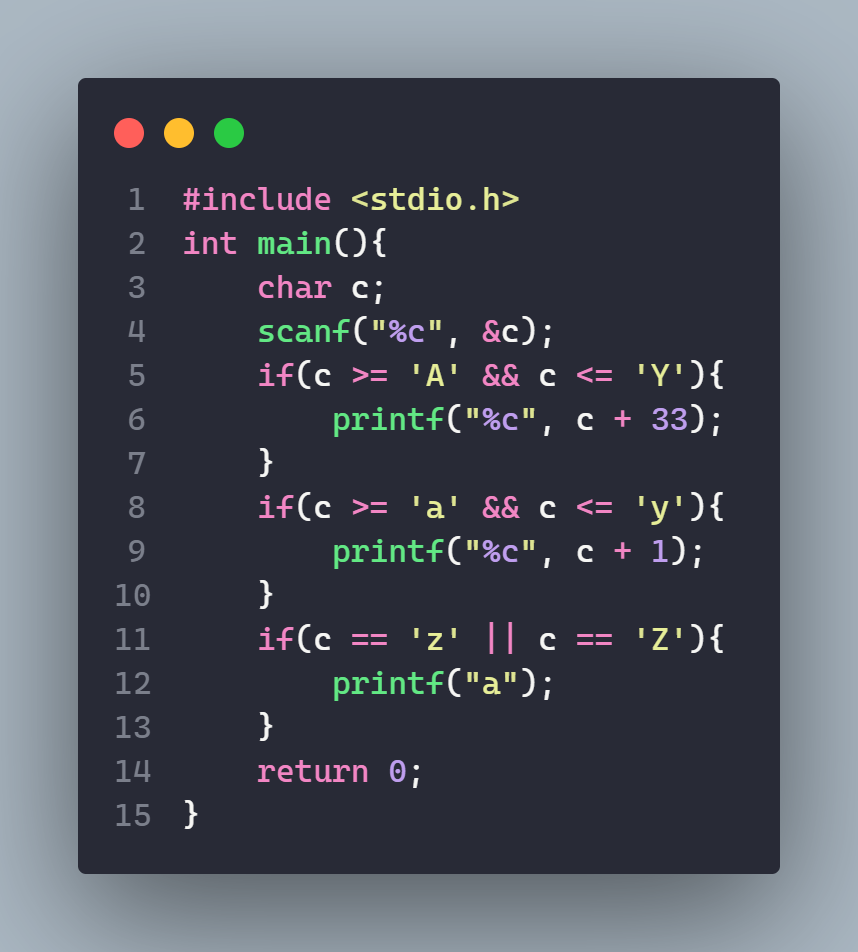 1 #include <stdio.h>
2 int main(){
3     char c;
4     scanf("%c", &c);
5     if(c >= 'A' && c <= 'Y'){
6         printf("%c", c + 33);
7     }
8     if(c >= 'a' && c <= 'y'){
9         printf("%c", c + 1);
10     }
11     if(c == 'z' || c == 'Z'){
12         printf("a");
13     }
14     return 0;
15 }